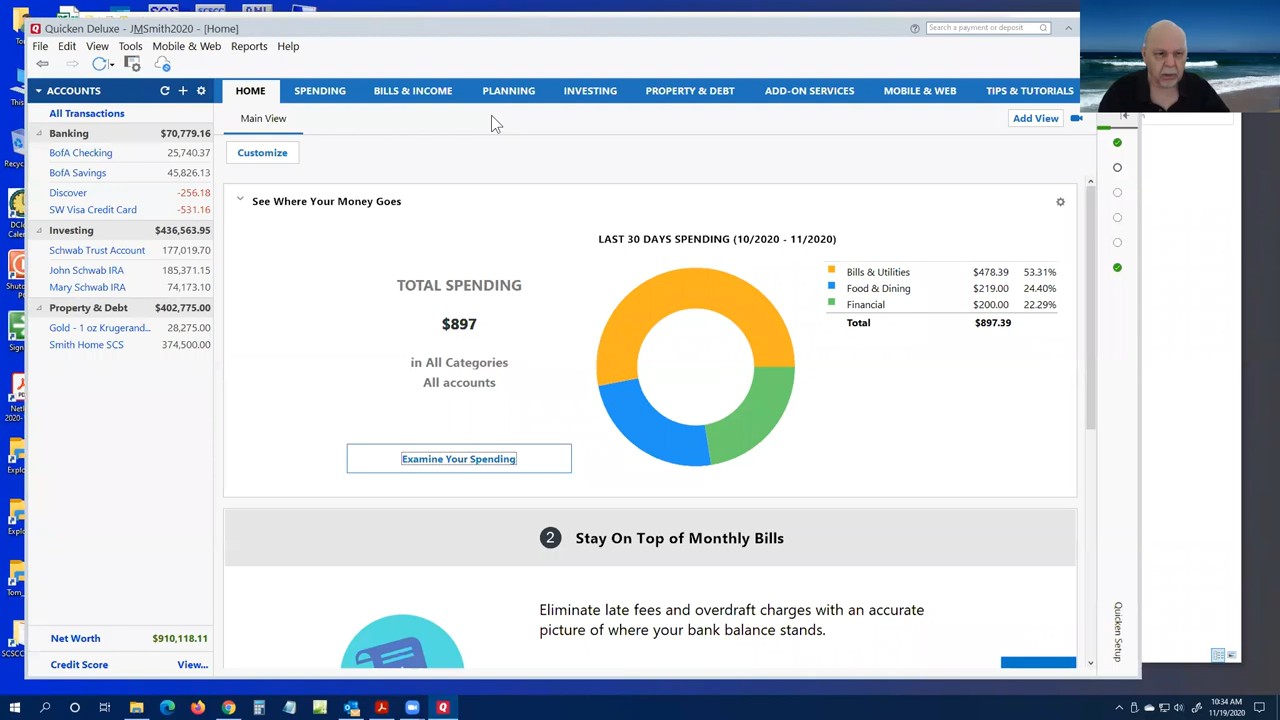 Quicken Deluxe - JMSmith2020 - [Home]
Search a payment or deposit
File Edit View Tools Mobile & Web Reports Help
ACCOUNTS
HOME SPENDING BILLS & INCOME PLANNING INVESTING PROPERTY & DEBT ADD-ON SERVICES MOBILE & WEB TIPS & TUTORIALS
All Transactions
Main View
Add View
Banking $70,779.16
BofA Checking 25,740.37
Customize
BofA Savings 45,826.13
Discover -256.18
See Where Your Money Goes
SW Visa Credit Card -531.16
Investing $436,563.95
LAST 30 DAYS SPENDING (10/2020 - 11/2020)
Schwab Trust Account 177,019.70
John Schwab IRA 185,371.15
Mary Schwab IRA 74,173.10
TOTAL SPENDING
Bills & Utilities $478.39 53.31%
Food & Dining $219.00 24.40%
Financial $200.00 22.29%
Total $897.39
Property & Debt $402,775.00
Gold - 1 oz Krugerand... 28,275.00
$897
Smith Home SCS 374,500.00
in All Categories
All accounts
Examine Your Spending
2 Stay On Top of Monthly Bills
Eliminate late fees and overdraft charges with an accurate
picture of where your bank balance stands.
Quicken Setup
Net Worth $910,118.11
Credit Score View...
10:34 AM
11/19/2020